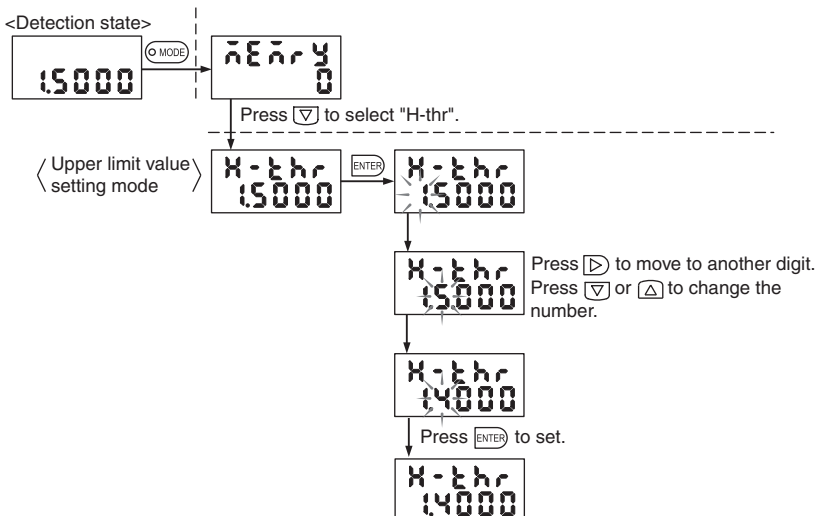 <Detection state>
1.5000
MODE
MEMry
0
Press ▽ to select "H-thr".
Upper limit value
setting mode
H-thr
1.5000
ENTER
H-thr
1.5000
H-thr
1.5000
Press ▷ to move to another digit.
Press ▽ or △ to change the
number.
H-thr
1.4000
Press ENTER to set.
H-thr
1.4000